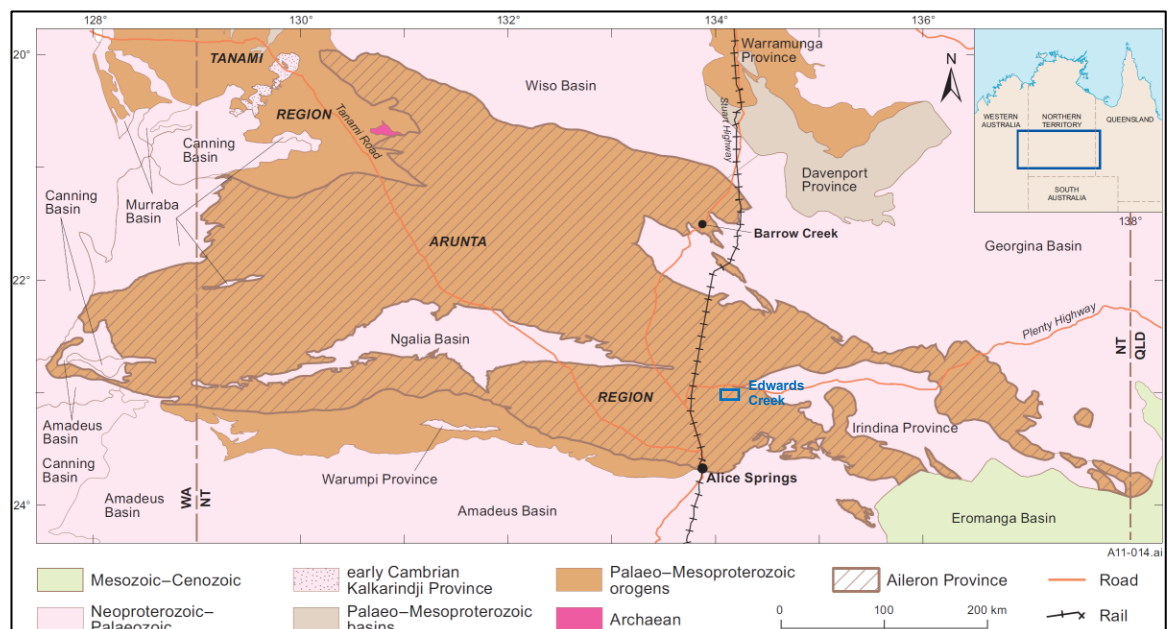 128°
130°
132°
134°
136°
20°
22°
24°
138°
TANAMI
REGION
Tanami Road
Wiso Basin
Warramunga
Province
N
Stuart Highway
Davenport
Province
WESTERN
AUSTRALIA
NORTHERN
TERRITORY
QUEENSLAND
SOUTH
AUSTRALIA
Canning
Basin
Canning
Basin
Murraba
Basin
ARUNTA
Barrow Creek
Georgina Basin
Plenty Highway
NT
QLD
Ngalia Basin
REGION
Edwards
Creek
Irindina Province
Amadeus
Basin
Canning
Basin
Amadeus
Basin
WA
NT
Warumpi Province
Alice Springs
Amadeus Basin
Eromanga Basin
A11-014.ai
Mesozoic–Cenozoic
early Cambrian
Kalkarindji Province
Palaeo–Mesoproterozoic
orogens
Aileron Province
Road
Neoproterozoic–
Palaeozoic
Palaeo–Mesoproterozoic
basins
Archaean
0 100 200 km
Rail